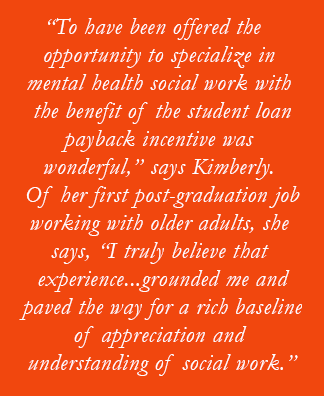 “To have been offered the
opportunity to specialize in
mental health social work with
the benefit of the student loan
payback incentive was
wonderful,” says Kimberly.
Of her first post-graduation job
working with older adults, she
says, “I truly believe that
experience...grounded me and
paved the way for a rich baseline
of appreciation and
understanding of social work.”